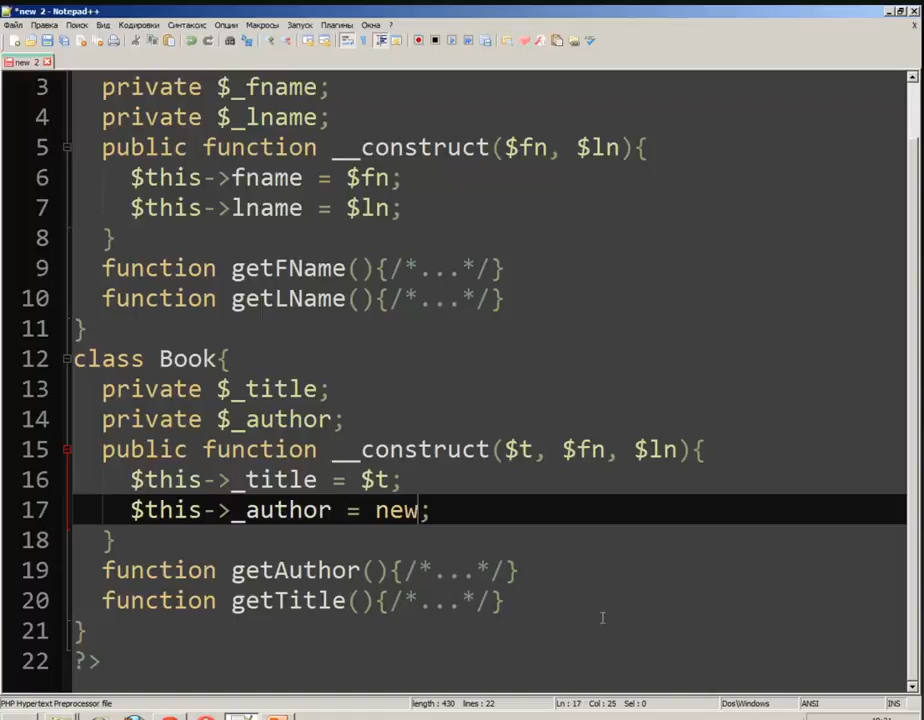 *new 2 - Notepad++
Файл Правка Поиск Вид Кодировки Синтаксис Опции Макросы Запуск Плагины Окна ?
new 2
3 private $_fname;
4 private $_lname;
5 public function __construct($fn, $ln){
6 $this->fname = $fn;
7 $this->lname = $ln;
8 }
9 function getFName(){/*...*/}
10 function getLName(){/*...*/}
11 }
12 class Book{
13 private $_title;
14 private $_author;
15 public function __construct($t, $fn, $ln){
16 $this->_title = $t;
17 $this->_author = new;
18 }
19 function getAuthor(){/*...*/}
20 function getTitle(){/*...*/}
21 }
22 ?>
PHP Hypertext Preprocessor file length : 430 lines : 22 Ln : 17 Col : 25 Sel : 0 Dos\Windows ANSI INS